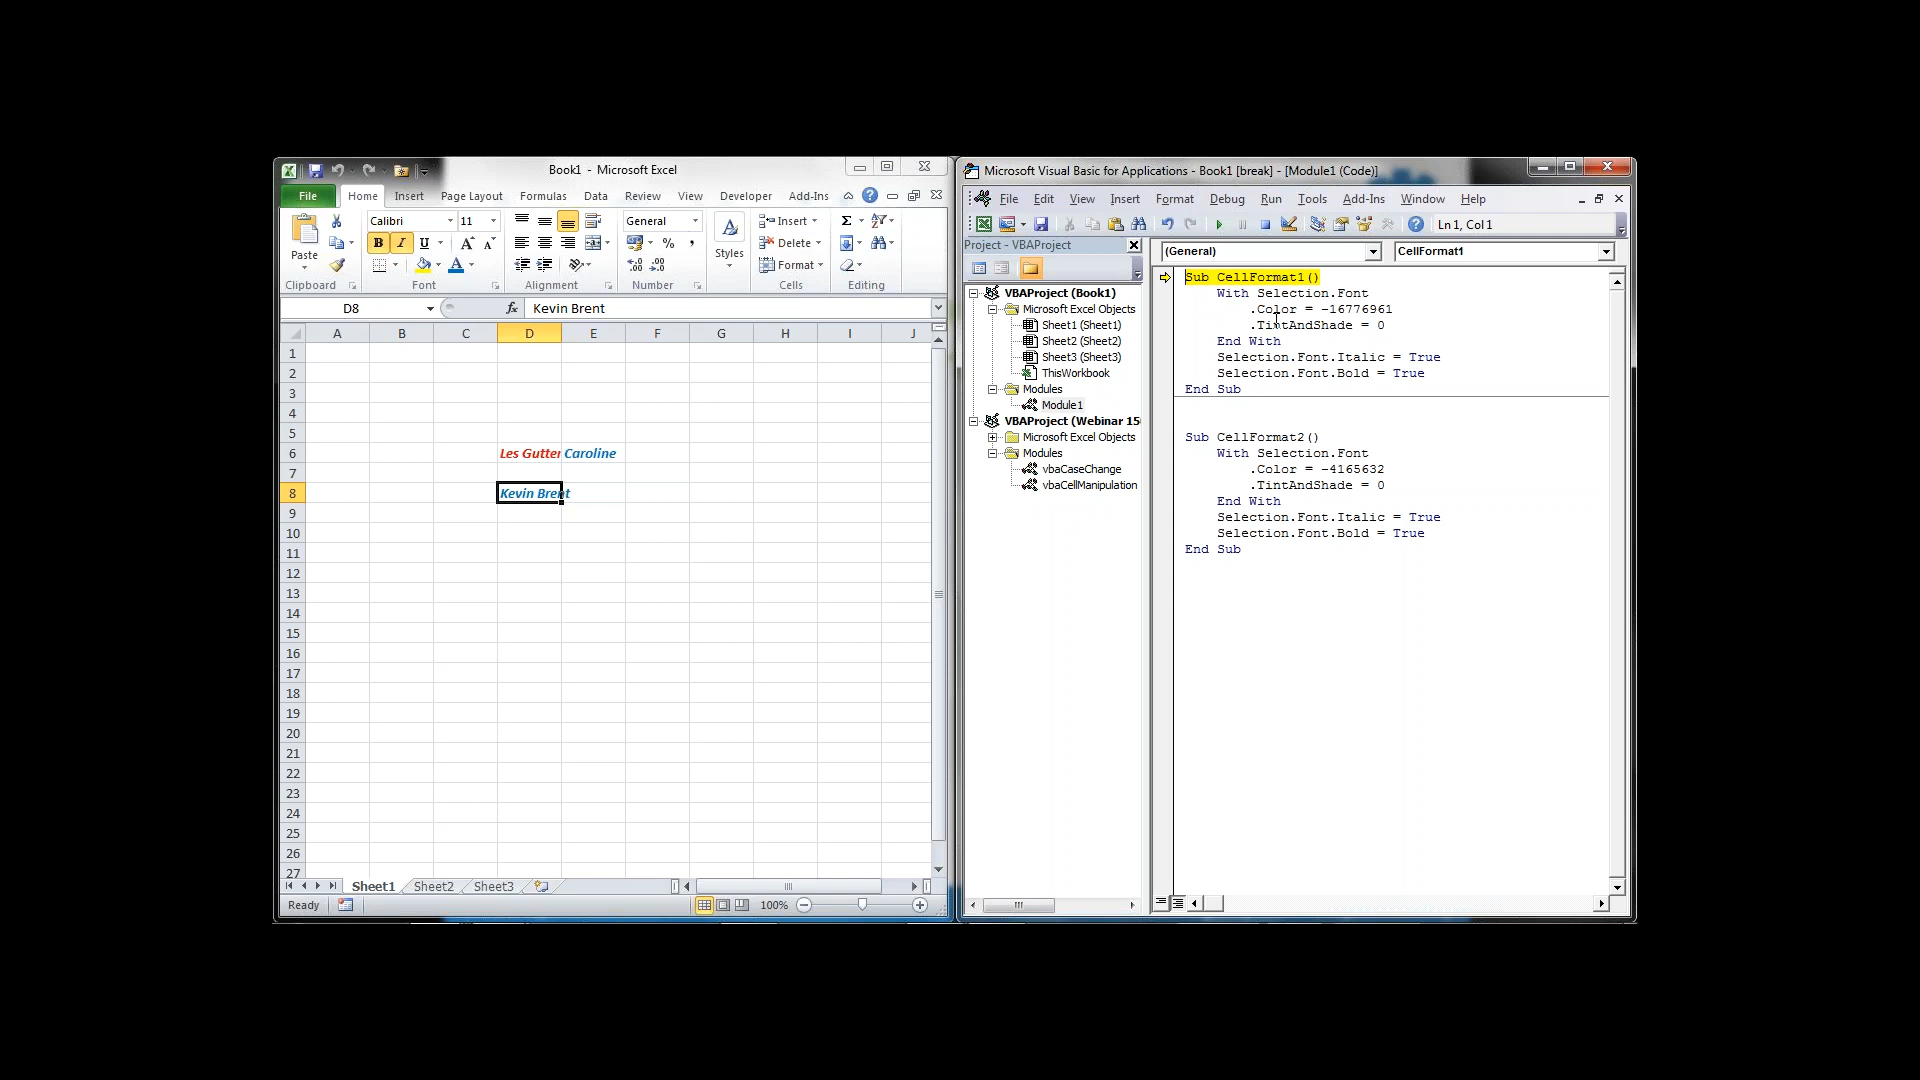 Book1 - Microsoft Excel
File Home Insert Page Layout Formulas Data Review View Developer Add-Ins
Paste
Calibri 11
B I U
General
Styles
Insert
Delete
Format
Clipboard Font Alignment Number Cells Editing
D8 fx Kevin Brent
A B C D E F G H I J
1
2
3
4
5
6 Les Gutter Caroline
7
8 Kevin Brent
9
10
11
12
13
14
15
16
17
18
19
20
21
22
23
24
25
26
27
Sheet1 Sheet2 Sheet3
Ready 100%
Microsoft Visual Basic for Applications - Book1 [break] - [Module1 (Code)]
File Edit View Insert Format Debug Run Tools Add-Ins Window Help
Ln 1, Col 1
Project - VBAProject
VBAProject (Book1)
Microsoft Excel Objects
Sheet1 (Sheet1)
Sheet2 (Sheet2)
Sheet3 (Sheet3)
ThisWorkbook
Modules
Module1
VBAProject (Webinar 15
Microsoft Excel Objects
Modules
vbaCaseChange
vbaCellManipulation
(General) CellFormat1
Sub CellFormat1()
With Selection.Font
.Color = -16776961
.TintAndShade = 0
End With
Selection.Font.Italic = True
Selection.Font.Bold = True
End Sub
Sub CellFormat2()
With Selection.Font
.Color = -4165632
.TintAndShade = 0
End With
Selection.Font.Italic = True
Selection.Font.Bold = True
End Sub